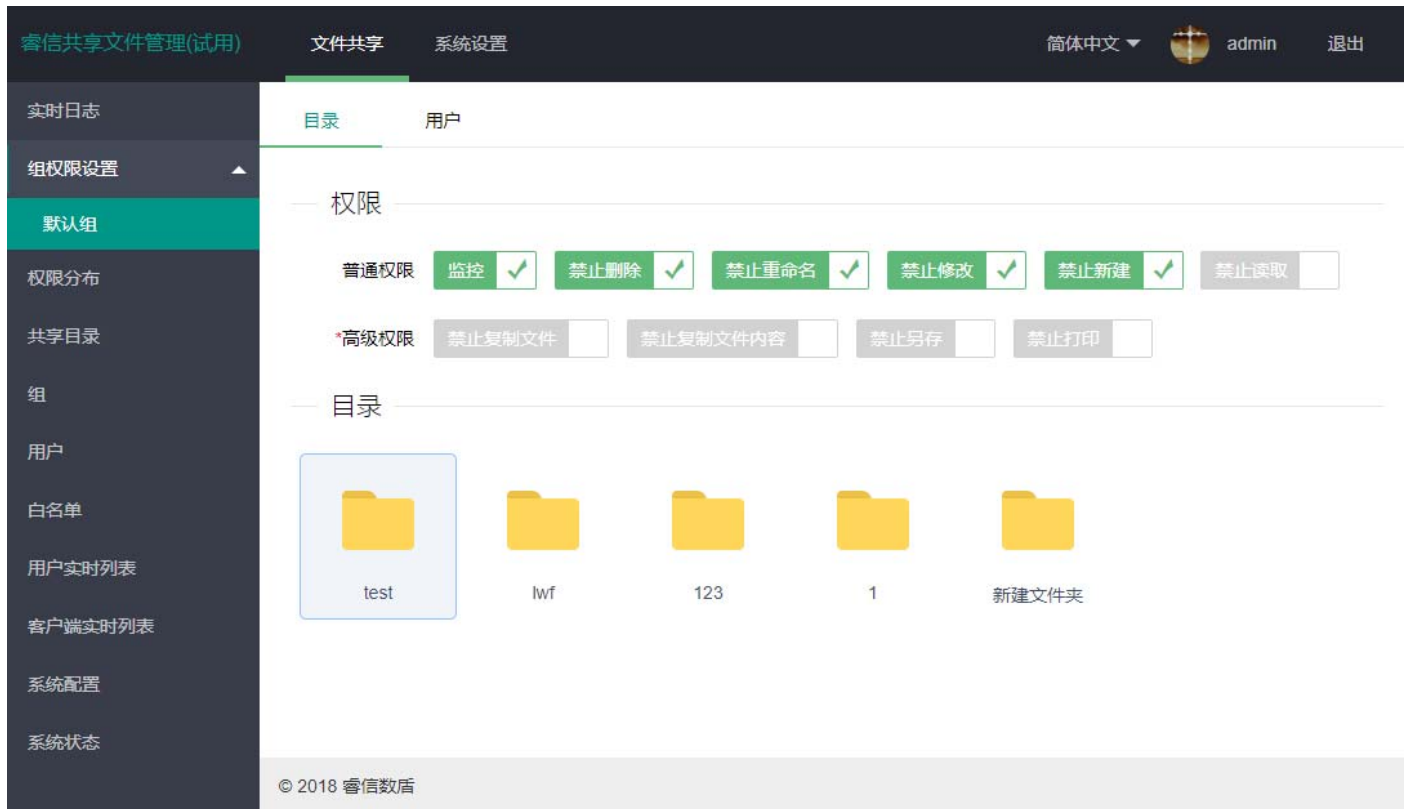 睿信共享文件管理(试用) 文件共享 系统设置 简体中文 admin 退出
实时日志
组权限设置
默认组
权限分布
共享目录
组
用户
白名单
用户实时列表
客户端实时列表
系统配置
系统状态
目录 用户
权限
普通权限 监控 禁止删除 禁止重命名 禁止修改 禁止新建 禁止读取
*高级权限 禁止复制文件 禁止复制文件内容 禁止另存 禁止打印
目录
test lwf 123 1 新建文件夹
© 2018 睿信数盾